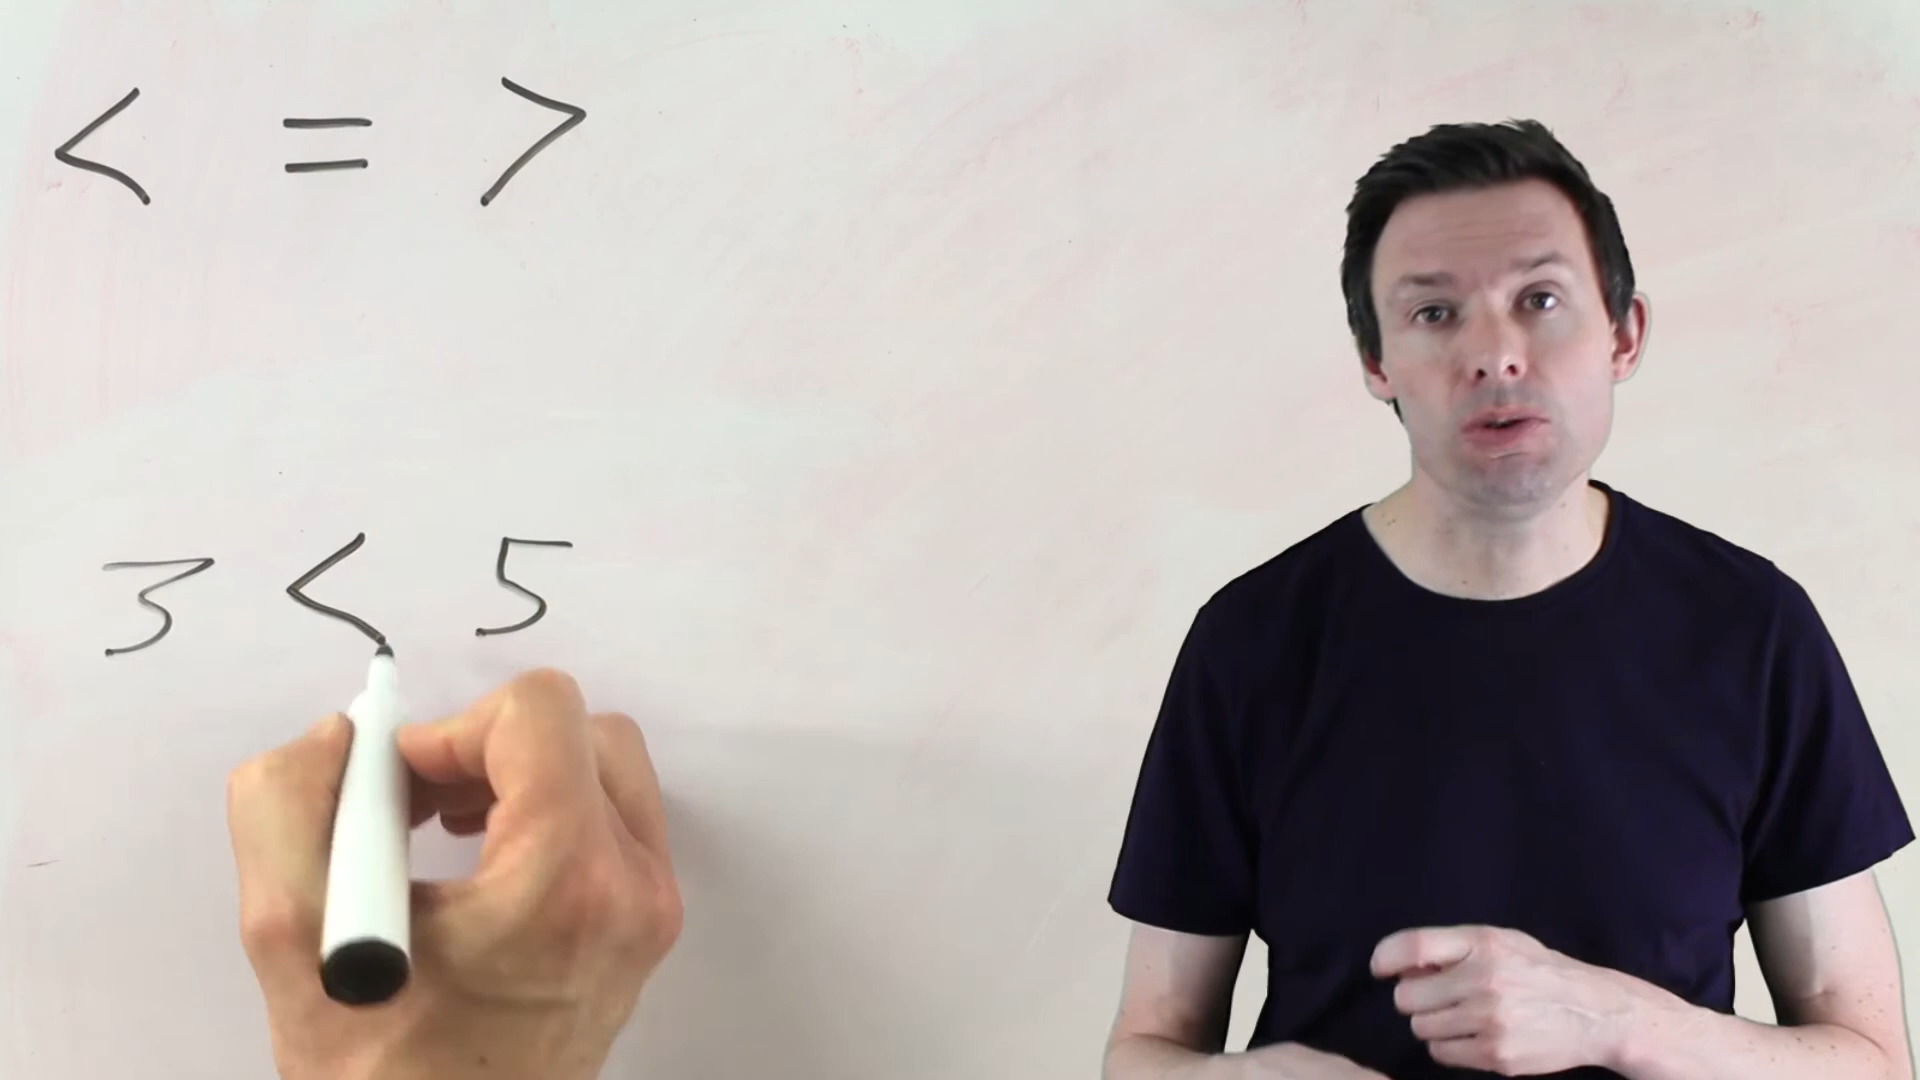 < = >
3 < 5